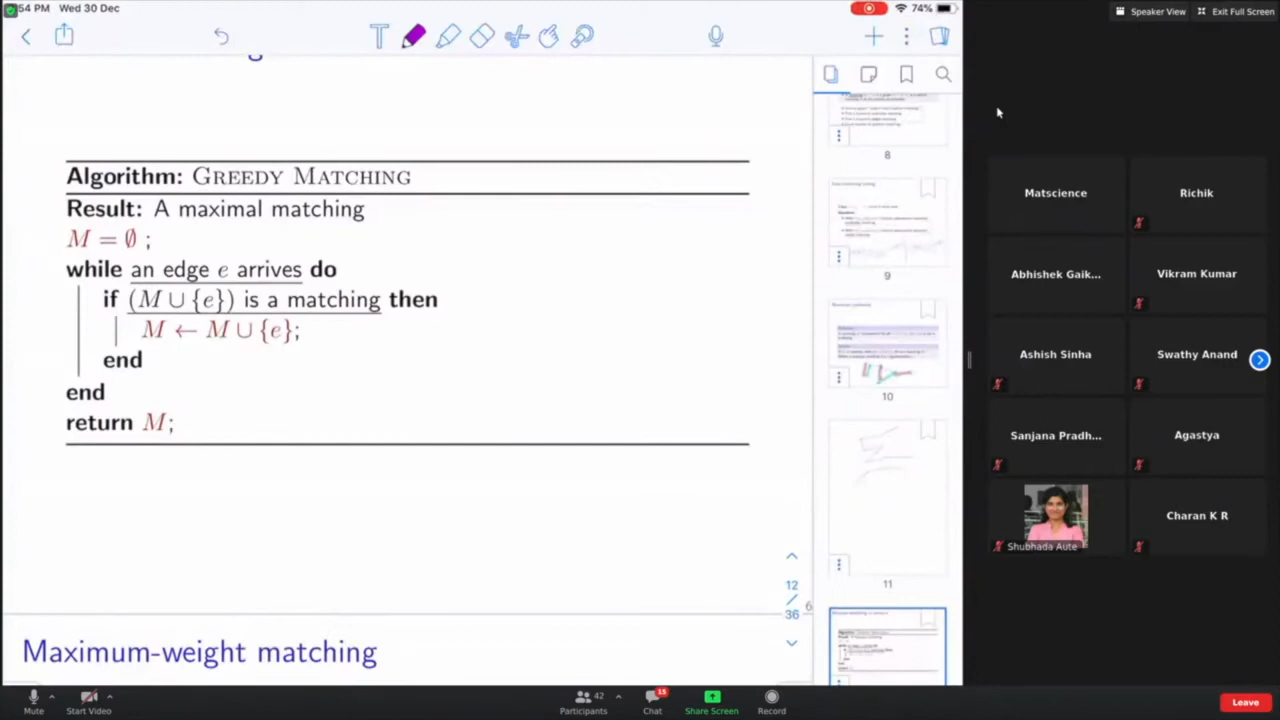 54 PM Wed 30 Dec
74%
Speaker View
Exit Full Screen
Algorithm: GREEDY MATCHING
Result: A maximal matching
M = ∅
while an edge e arrives do
if (M ∪ {e}) is a matching then
M ← M ∪ {e};
end
end
return M;
12
/
36
6
Maximum-weight matching
8
9
10
11
Matscience
Richik
Abhishek Gaik...
Vikram Kumar
Ashish Sinha
Swathy Anand
Sanjana Pradh...
Agastya
Shubhada Aute
Charan K R
Mute
Start Video
Participants
42
Chat
15
Share Screen
Record
Leave